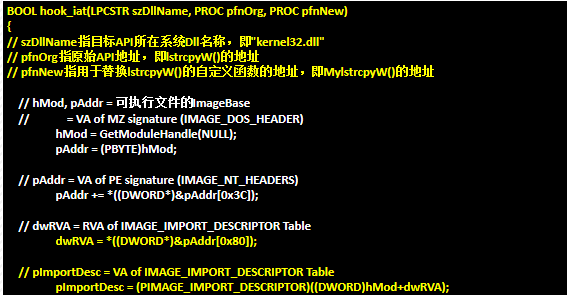 BOOL hook_iat(LPCSTR szDllName, PROC pfnOrg, PROC pfnNew)
{
// szDllName指目标API所在系统Dll名称，即"kernel32.dll"
// pfnOrg指原始API地址，即lstrcpyW()的地址
// pfnNew指用于替换lstrcpyW()的自定义函数的地址，即MylstrcpyW()的地址
// hMod, pAddr = 可执行文件的ImageBase
// = VA of MZ signature (IMAGE_DOS_HEADER)
hMod = GetModuleHandle(NULL);
pAddr = (PBYTE)hMod;
// pAddr = VA of PE signature (IMAGE_NT_HEADERS)
pAddr += *((DWORD*)&pAddr[0x3C]);
// dwRVA = RVA of IMAGE_IMPORT_DESCRIPTOR Table
dwRVA = *((DWORD*)&pAddr[0x80]);
// pImportDesc = VA of IMAGE_IMPORT_DESCRIPTOR Table
pImportDesc = (PIMAGE_IMPORT_DESCRIPTOR)((DWORD)hMod+dwRVA);